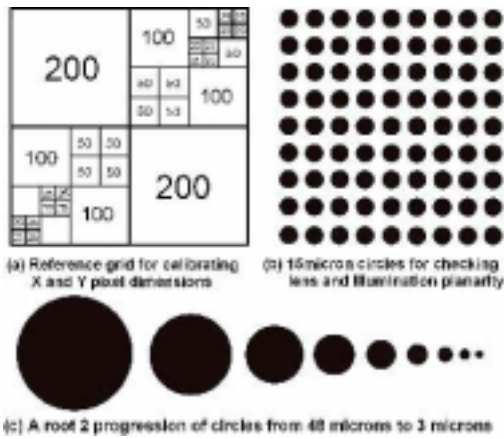 200
100
50
100
50 50
50 50
100
100
50 50
50 50
100
200
(a) Reference grid for calibrating
X and Y pixel dimensions
(b) 15micron circles for checking
lens and Illumination planarity
(c) A root 2 progression of circles from 48 microns to 3 microns